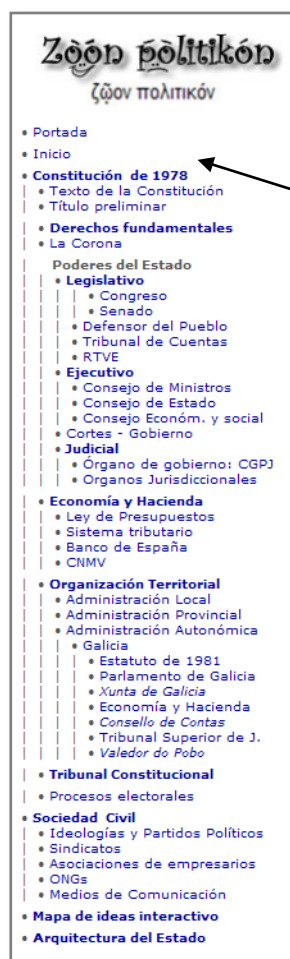 Zóón pólitikón
ζῷον πολιτικόν
Portada
Inicio
Constitución de 1978
Texto de la Constitución
Título preliminar
Derechos fundamentales
La Corona
Poderes del Estado
Legislativo
Congreso
Senado
Defensor del Pueblo
Tribunal de Cuentas
RTVE
Ejecutivo
Consejo de Ministros
Consejo de Estado
Consejo Económ. y social
Cortes - Gobierno
Judicial
Órgano de gobierno: CGPJ
Organos Jurisdiccionales
Economía y Hacienda
Ley de Presupuestos
Sistema tributario
Banco de España
CNMV
Organización Territorial
Administración Local
Administración Provincial
Administración Autonómica
Galicia
Estatuto de 1981
Parlamento de Galicia
Xunta de Galicia
Economía y Hacienda
Consello de Contas
Tribunal Superior de J.
Valedor do Pobo
Tribunal Constitucional
Procesos electorales
Sociedad Civil
Ideologías y Partidos Políticos
Sindicatos
Asociaciones de empresarios
ONGs
Medios de Comunicación
Mapa de ideas interactivo
Arquitectura del Estado